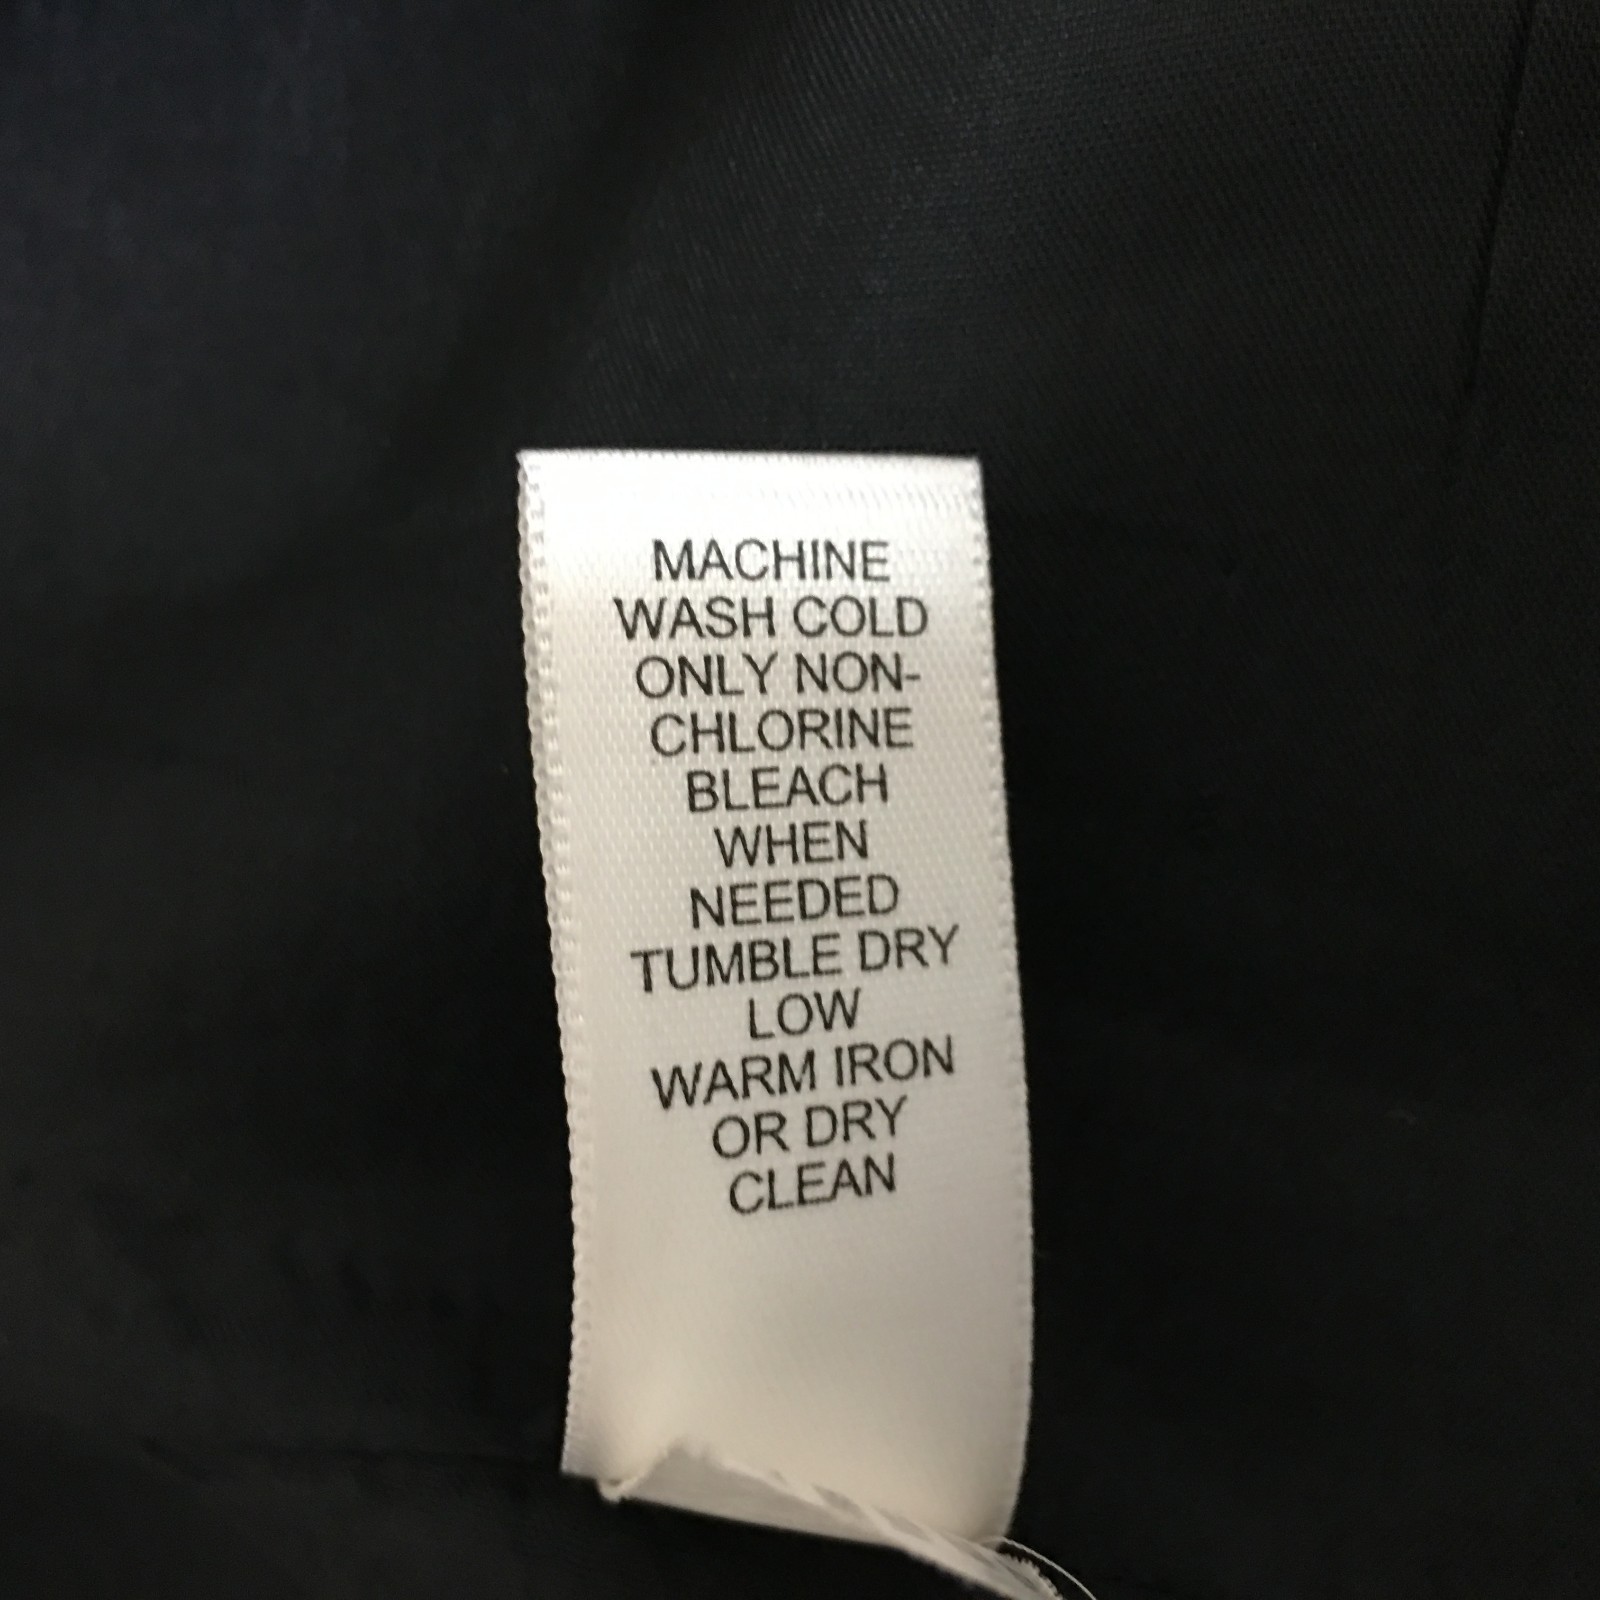 MACHINE
WASH COLD
ONLY NON-
CHLORINE
BLEACH
WHEN
NEEDED
TUMBLE DRY
LOW
WARM IRON
OR DRY
CLEAN